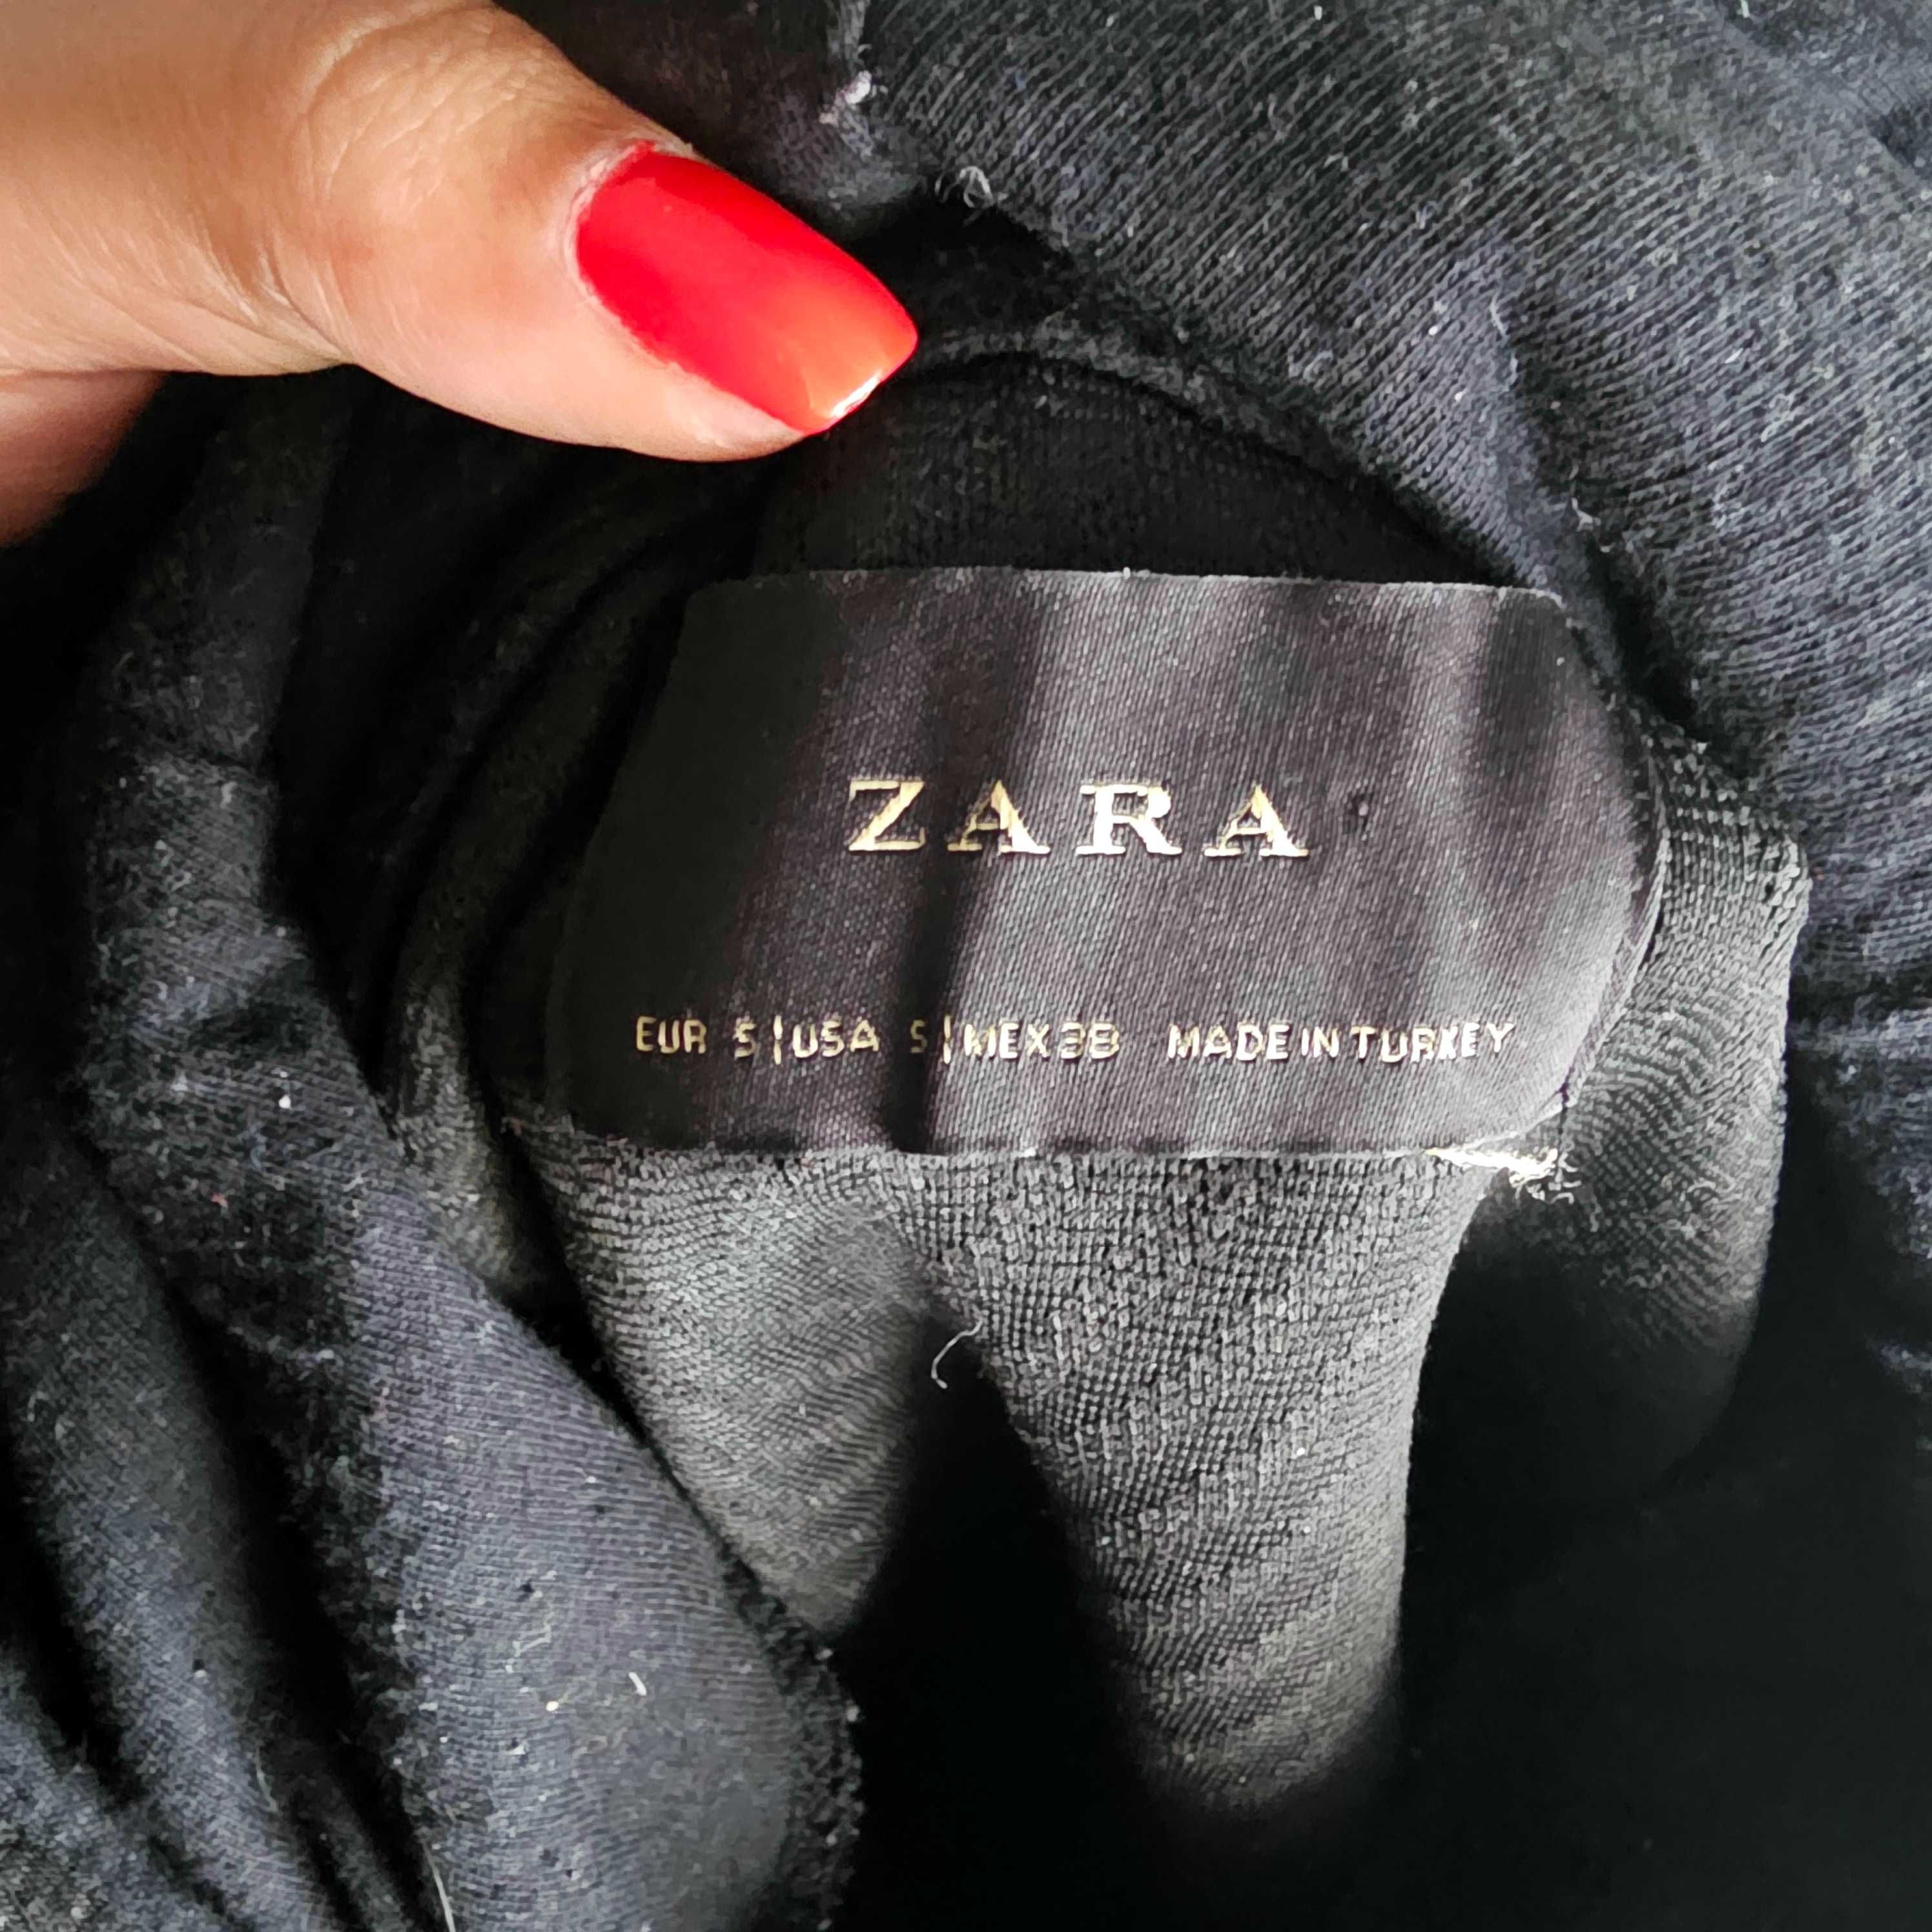 ZARA
EUR S | USA S | MEX 28 MADE IN TURKEY